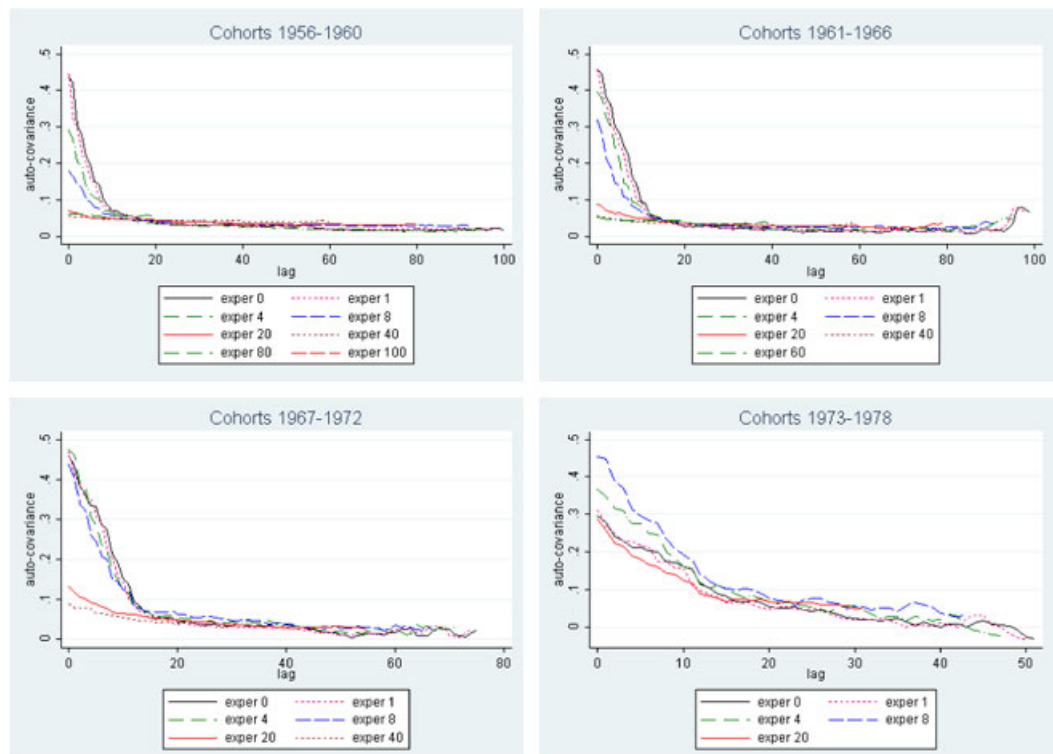 Cohorts 1956-1960
.5
.4
.3
.2
.1
0
auto-covariance
0 20 40 60 80 100
lag
exper 0 exper 1
exper 4 exper 8
exper 20 exper 40
exper 80 exper 100
Cohorts 1961-1966
.5
.4
.3
.2
.1
0
auto-covariance
0 20 40 60 80 100
lag
exper 0 exper 1
exper 4 exper 8
exper 20 exper 40
exper 60
Cohorts 1967-1972
.5
.4
.3
.2
.1
0
auto-covariance
0 20 40 60 80
lag
exper 0 exper 1
exper 4 exper 8
exper 20 exper 40
Cohorts 1973-1978
.5
.4
.3
.2
.1
0
auto-covariance
0 10 20 30 40 50
lag
exper 0 exper 1
exper 4 exper 8
exper 20